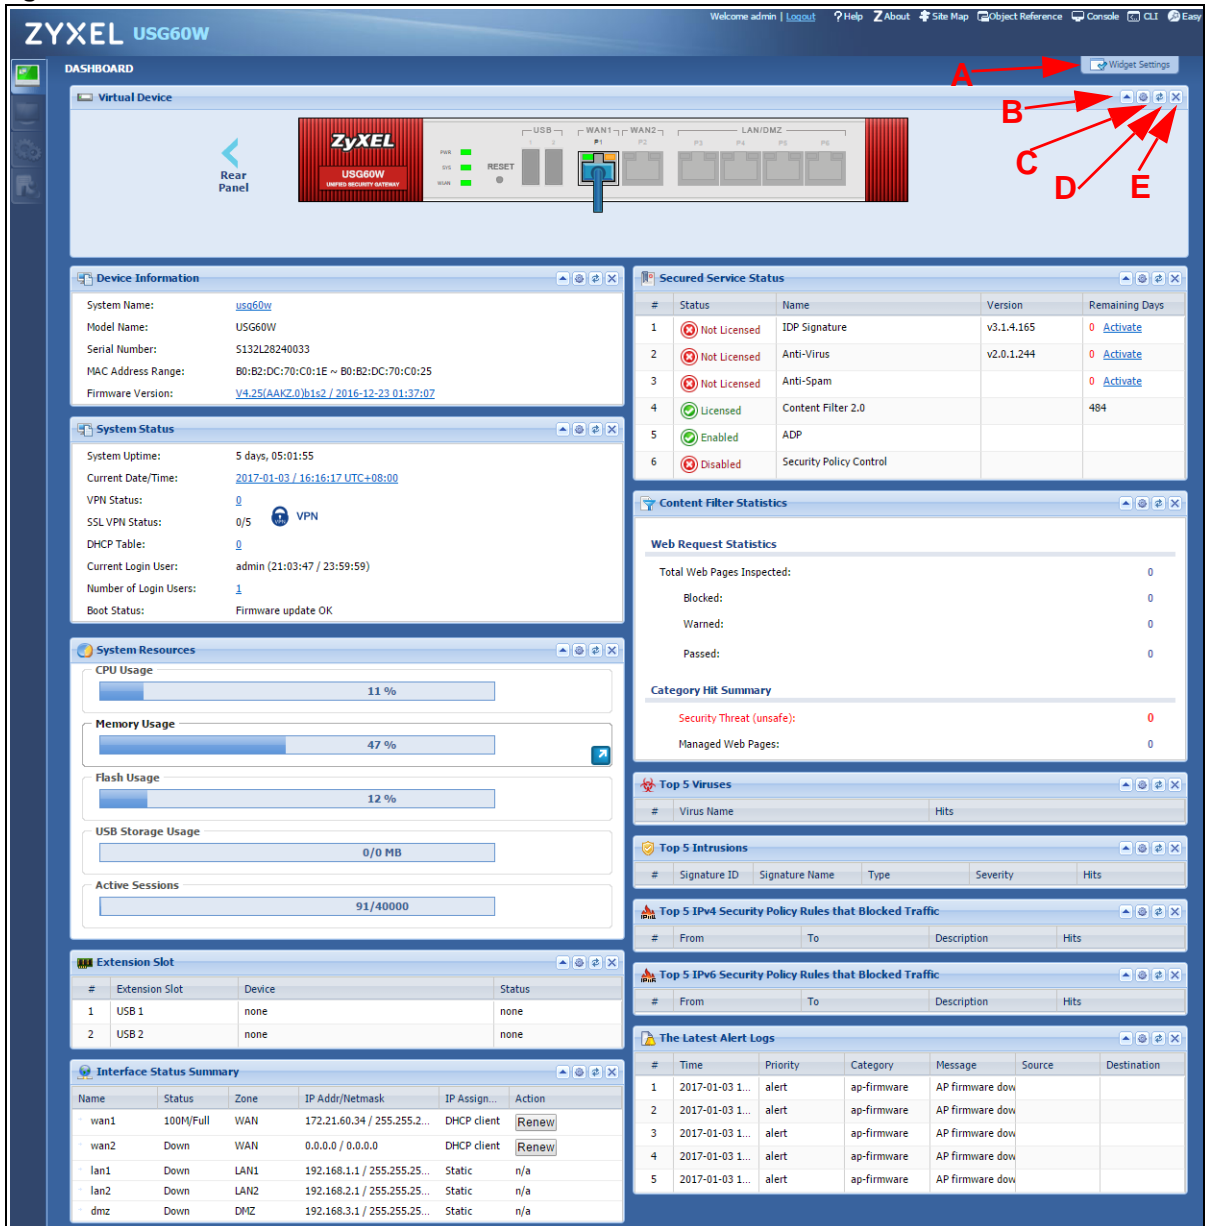 ZYXEL USG60W
Welcome admin | Logout ?Help ZAbout Site Map Object Reference Console CLI Easy
DASHBOARD
Widget Settings
A
Virtual Device
B
C
D
E
Rear
Panel
ZyXEL
USG60W
UNIFIED SECURITY GATEWAY
PWR
SYS
WLAN
RESET
USB WAN1 WAN2 LAN/DMZ
1 2 P1 P2 P3 P4 P5 P6
Device Information
System Name: usg60w
Model Name: USG60W
Serial Number: S132L28240033
MAC Address Range: B0:B2:DC:70:C0:1E ~ B0:B2:DC:70:C0:25
Firmware Version: V4.25(AAKZ.0)b1s2 / 2016-12-23 01:37:07
System Status
System Uptime: 5 days, 05:01:55
Current Date/Time: 2017-01-03 / 16:16:17 UTC+08:00
VPN Status: 0
SSL VPN Status: 0/5 VPN
DHCP Table: 0
Current Login User: admin (21:03:47 / 23:59:59)
Number of Login Users: 1
Boot Status: Firmware update OK
System Resources
CPU Usage
11 %
Memory Usage
47 %
Flash Usage
12 %
USB Storage Usage
0/0 MB
Active Sessions
91/40000
Extension Slot
# Extension Slot Device Status
1 USB 1 none none
2 USB 2 none none
Interface Status Summary
Name Status Zone IP Addr/Netmask IP Assign... Action
wan1 100M/Full WAN 172.21.60.34 / 255.255.2... DHCP client Renew
wan2 Down WAN 0.0.0.0 / 0.0.0.0 DHCP client Renew
lan1 Down LAN1 192.168.1.1 / 255.255.25... Static n/a
lan2 Down LAN2 192.168.2.1 / 255.255.25... Static n/a
dmz Down DMZ 192.168.3.1 / 255.255.25... Static n/a
Secured Service Status
# Status Name Version Remaining Days
1 Not Licensed IDP Signature v3.1.4.165 0 Activate
2 Not Licensed Anti-Virus v2.0.1.244 0 Activate
3 Not Licensed Anti-Spam 0 Activate
4 Licensed Content Filter 2.0 484
5 Enabled ADP
6 Disabled Security Policy Control
Content Filter Statistics
Web Request Statistics
Total Web Pages Inspected: 0
Blocked: 0
Warned: 0
Passed: 0
Category Hit Summary
Security Threat (unsafe): 0
Managed Web Pages: 0
Top 5 Viruses
# Virus Name Hits
Top 5 Intrusions
# Signature ID Signature Name Type Severity Hits
Top 5 IPv4 Security Policy Rules that Blocked Traffic
# From To Description Hits
Top 5 IPv6 Security Policy Rules that Blocked Traffic
# From To Description Hits
The Latest Alert Logs
# Time Priority Category Message Source Destination
1 2017-01-03 1... alert ap-firmware AP firmware dow
2 2017-01-03 1... alert ap-firmware AP firmware dow
3 2017-01-03 1... alert ap-firmware AP firmware dow
4 2017-01-03 1... alert ap-firmware AP firmware dow
5 2017-01-03 1... alert ap-firmware AP firmware dow